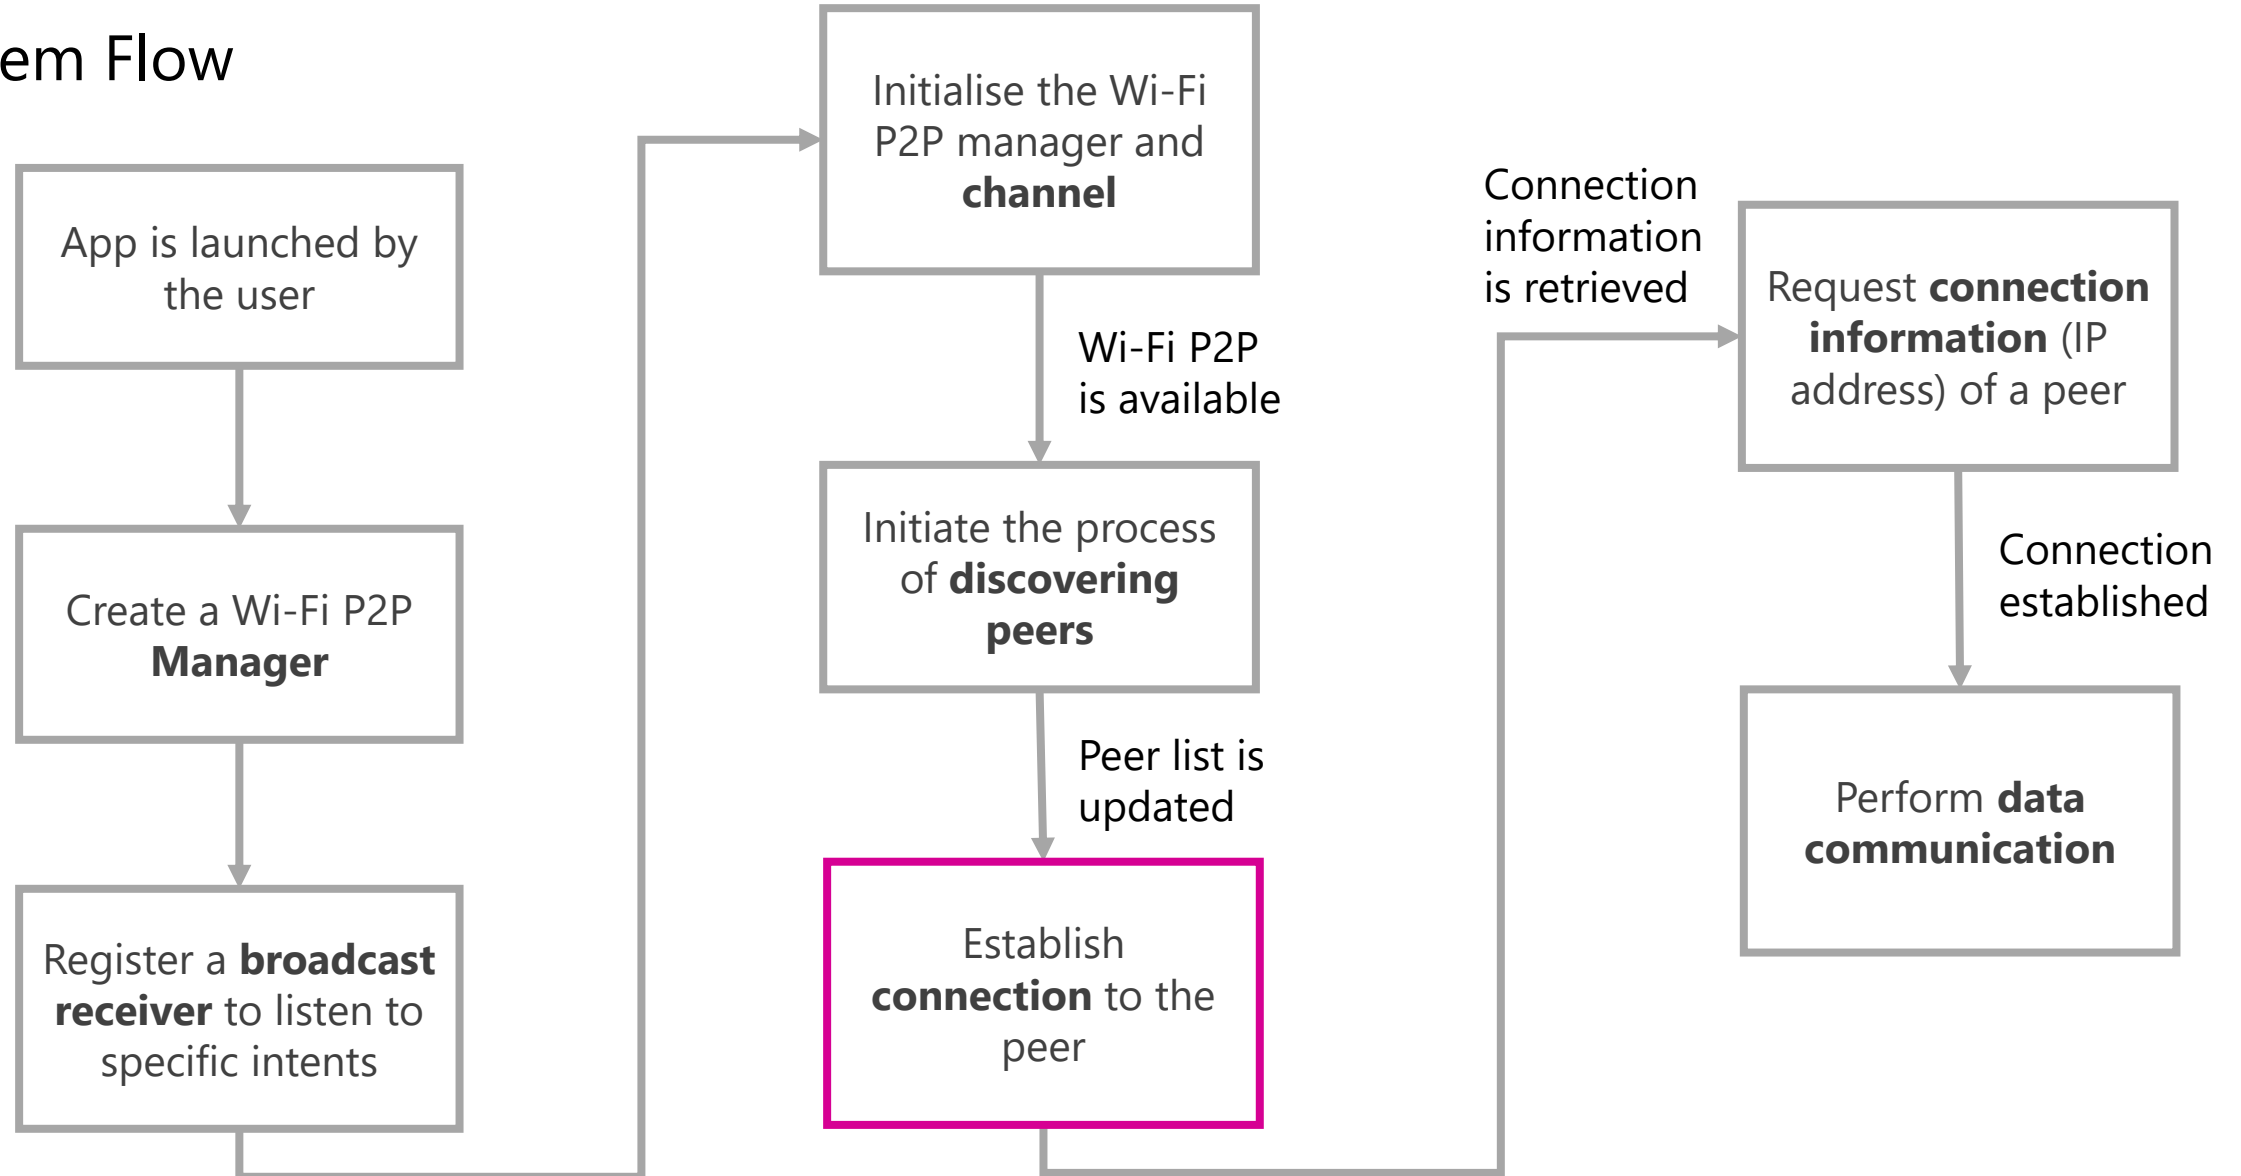 em Flow
App is launched by
the user
Create a Wi-Fi P2P
Manager
Register a broadcast
receiver to listen to
specific intents
Initialise the Wi-Fi
P2P manager and
channel
Wi-Fi P2P
is available
Initiate the process
of discovering
peers
Peer list is
updated
Establish
connection to the
peer
Connection
information
is retrieved
Request connection
information (IP
address) of a peer
Connection
established
Perform data
communication